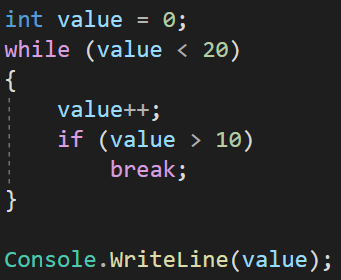 int value = 0;
while (value < 20)
{
    value++;
    if (value > 10)
        break;
}

Console.WriteLine(value);